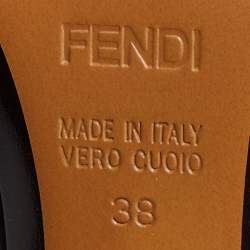 FENDI
MADE IN ITALY
VERO CUOIO
38